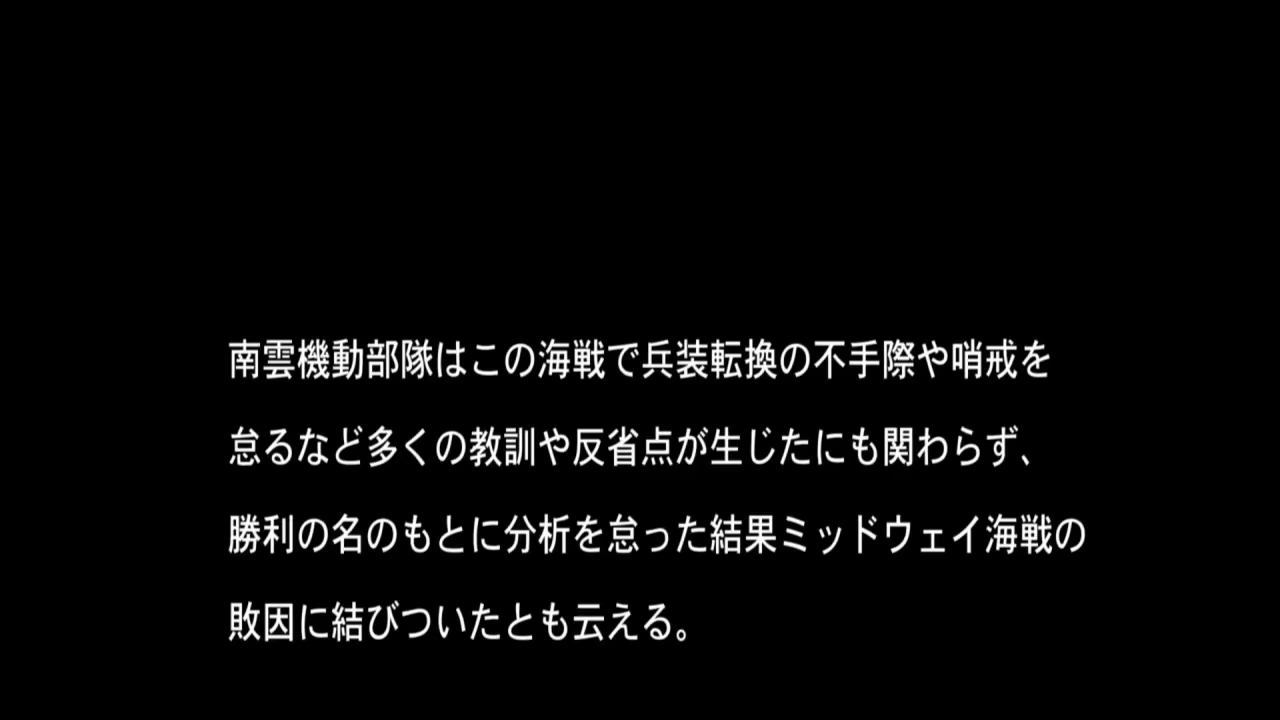 南雲機動部隊はこの海戦で兵装転換の不手際や哨戒を
怠るなど多くの教訓や反省点が生じたにも関わらず、
勝利の名のもとに分析を怠った結果ミッドウェイ海戦の
敗因に結びついたとも云える。